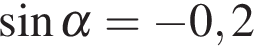 sin α = −0,2